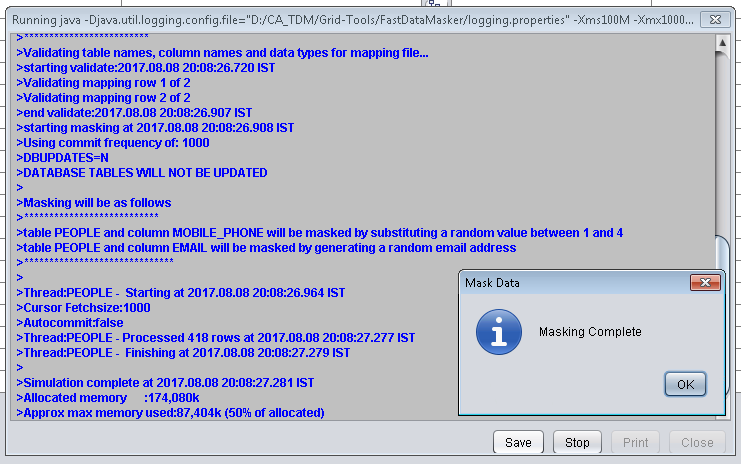 Running java -Djava.util.logging.config.file="D:/CA_TDM/Grid-Tools/FastDataMasker/logging.properties" -Xms100M -Xmx1000...
>*************************
>Validating table names, column names and data types for mapping file...
>starting validate:2017.08.08 20:08:26.720 IST
>Validating mapping row 1 of 2
>Validating mapping row 2 of 2
>end validate:2017.08.08 20:08:26.907 IST
>starting masking at 2017.08.08 20:08:26.908 IST
>Using commit frequency of: 1000
>DBUPDATES=N
>DATABASE TABLES WILL NOT BE UPDATED
>
>Masking will be as follows
>***************************
>table PEOPLE and column MOBILE_PHONE will be masked by substituting a random value between 1 and 4
>table PEOPLE and column EMAIL will be masked by generating a random email address
>******************************
>
>Thread:PEOPLE -  Starting at 2017.08.08 20:08:26.964 IST
>Cursor Fetchsize:1000
>Autocommit:false
>Thread:PEOPLE - Processed 418 rows at 2017.08.08 20:08:27.277 IST
>Thread:PEOPLE -  Finishing at 2017.08.08 20:08:27.279 IST
>
>Simulation complete at 2017.08.08 20:08:27.281 IST
>Allocated memory     :174,080k
>Approx max memory used:87,404k (50% of allocated)
Mask Data
Masking Complete
OK
Save Stop Print Close